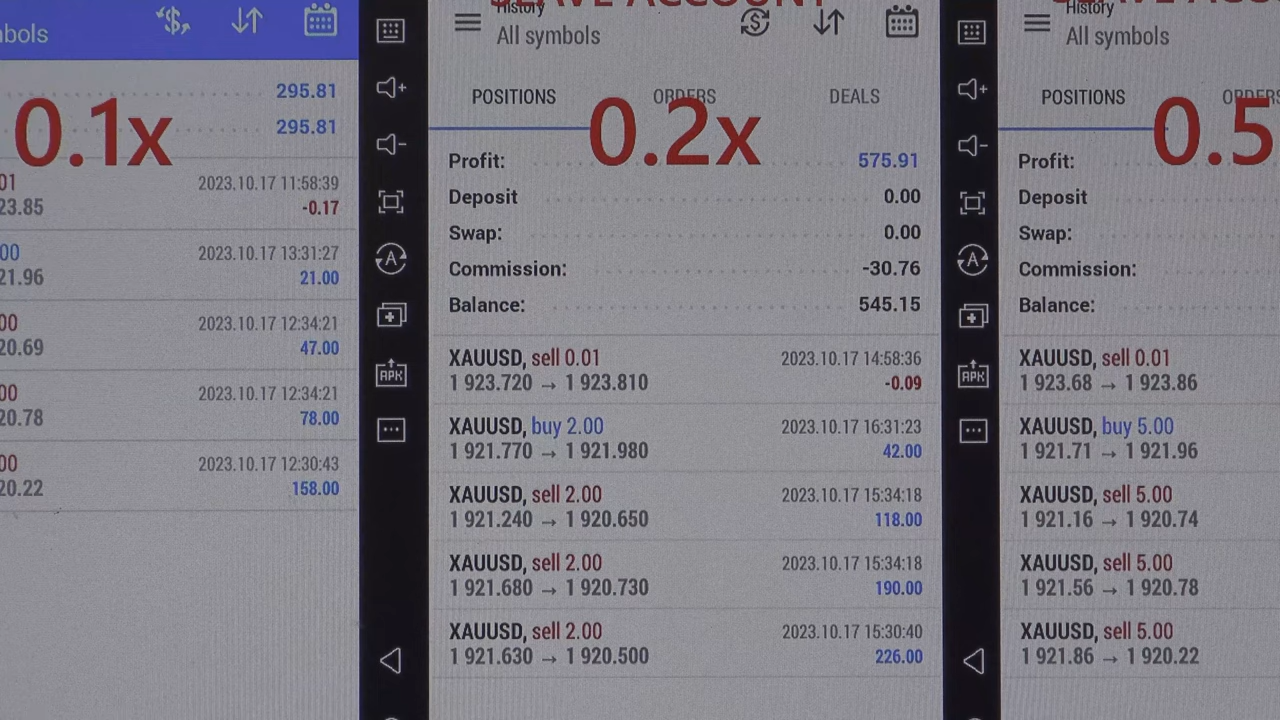 mbols
295.81
295.81
0.1x
01
2023.10.17 11:58:39
23.85
-0.17
00
2023.10.17 13:31:27
21.96
21.00
00
2023.10.17 12:34:21
20.69
47.00
00
2023.10.17 12:34:21
20.78
78.00
00
2023.10.17 12:30:43
20.22
158.00
A
APK
SLAVE ACCOUNT
History
All symbols
POSITIONS
ORDERS
DEALS
0.2x
Profit:
575.91
Deposit
0.00
Swap:
0.00
Commission:
-30.76
Balance:
545.15
XAUUSD, sell 0.01
2023.10.17 14:58:36
1 923.720 → 1 923.810
-0.09
XAUUSD, buy 2.00
2023.10.17 16:31:23
1 921.770 → 1 921.980
42.00
XAUUSD, sell 2.00
2023.10.17 15:34:18
1 921.240 → 1 920.650
118.00
XAUUSD, sell 2.00
2023.10.17 15:34:18
1 921.680 → 1 920.730
190.00
XAUUSD, sell 2.00
2023.10.17 15:30:40
1 921.630 → 1 920.500
226.00
A
APK
History
All symbols
POSITIONS
ORDERS
0.5
Profit:
Deposit
Swap:
Commission:
Balance:
XAUUSD, sell 0.01
1 923.68 → 1 923.86
XAUUSD, buy 5.00
1 921.71 → 1 921.96
XAUUSD, sell 5.00
1 921.16 → 1 920.74
XAUUSD, sell 5.00
1 921.56 → 1 920.78
XAUUSD, sell 5.00
1 921.86 → 1 920.22